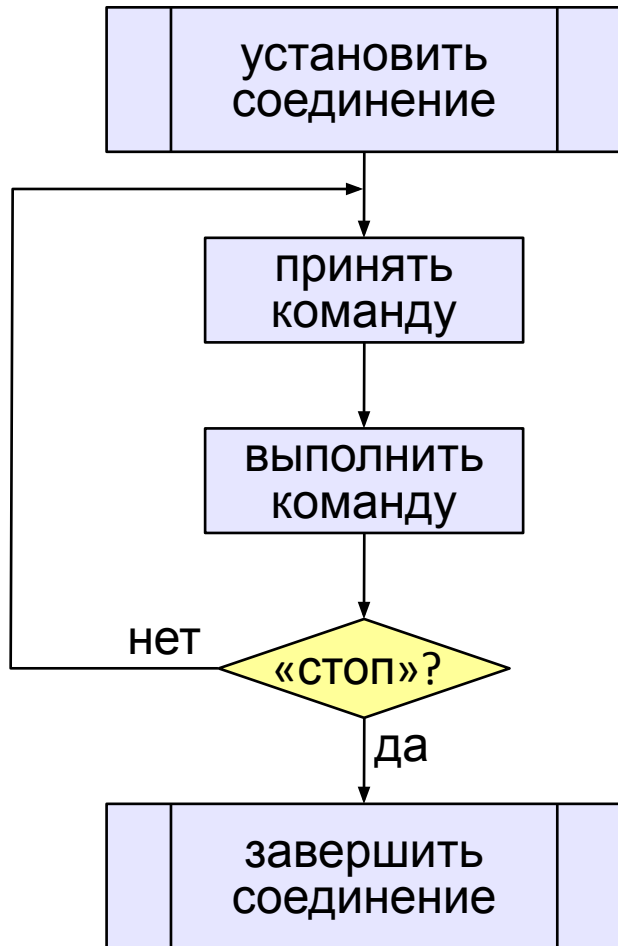 установить
соединение
принять
команду
выполнить
команду
нет
«стоп»?
да
завершить
соединение